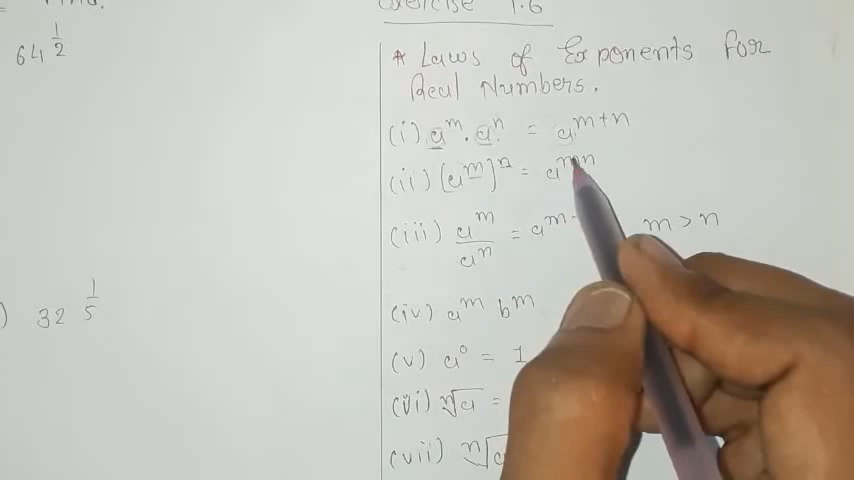 Find.
Exercise 1.6
64^{1/2}
* Laws of Exponents For
Real Numbers.
(i) a^m . a^n = a^{m+n}
(ii) (a^m)^n = a^{mn}
(iii) a^m / a^n = a^{m- m > n
(iv) a^m b^m
) 32^{1/5}
(v) a^0 = 1
(vi) ^n√a =
(vii) ^n√a